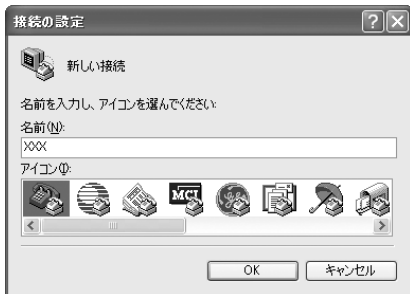 接続の設定
新しい接続
名前を入力し、アイコンを選んでください:
名前(N):
XXX
アイコン(I):
MCI
OK キャンセル